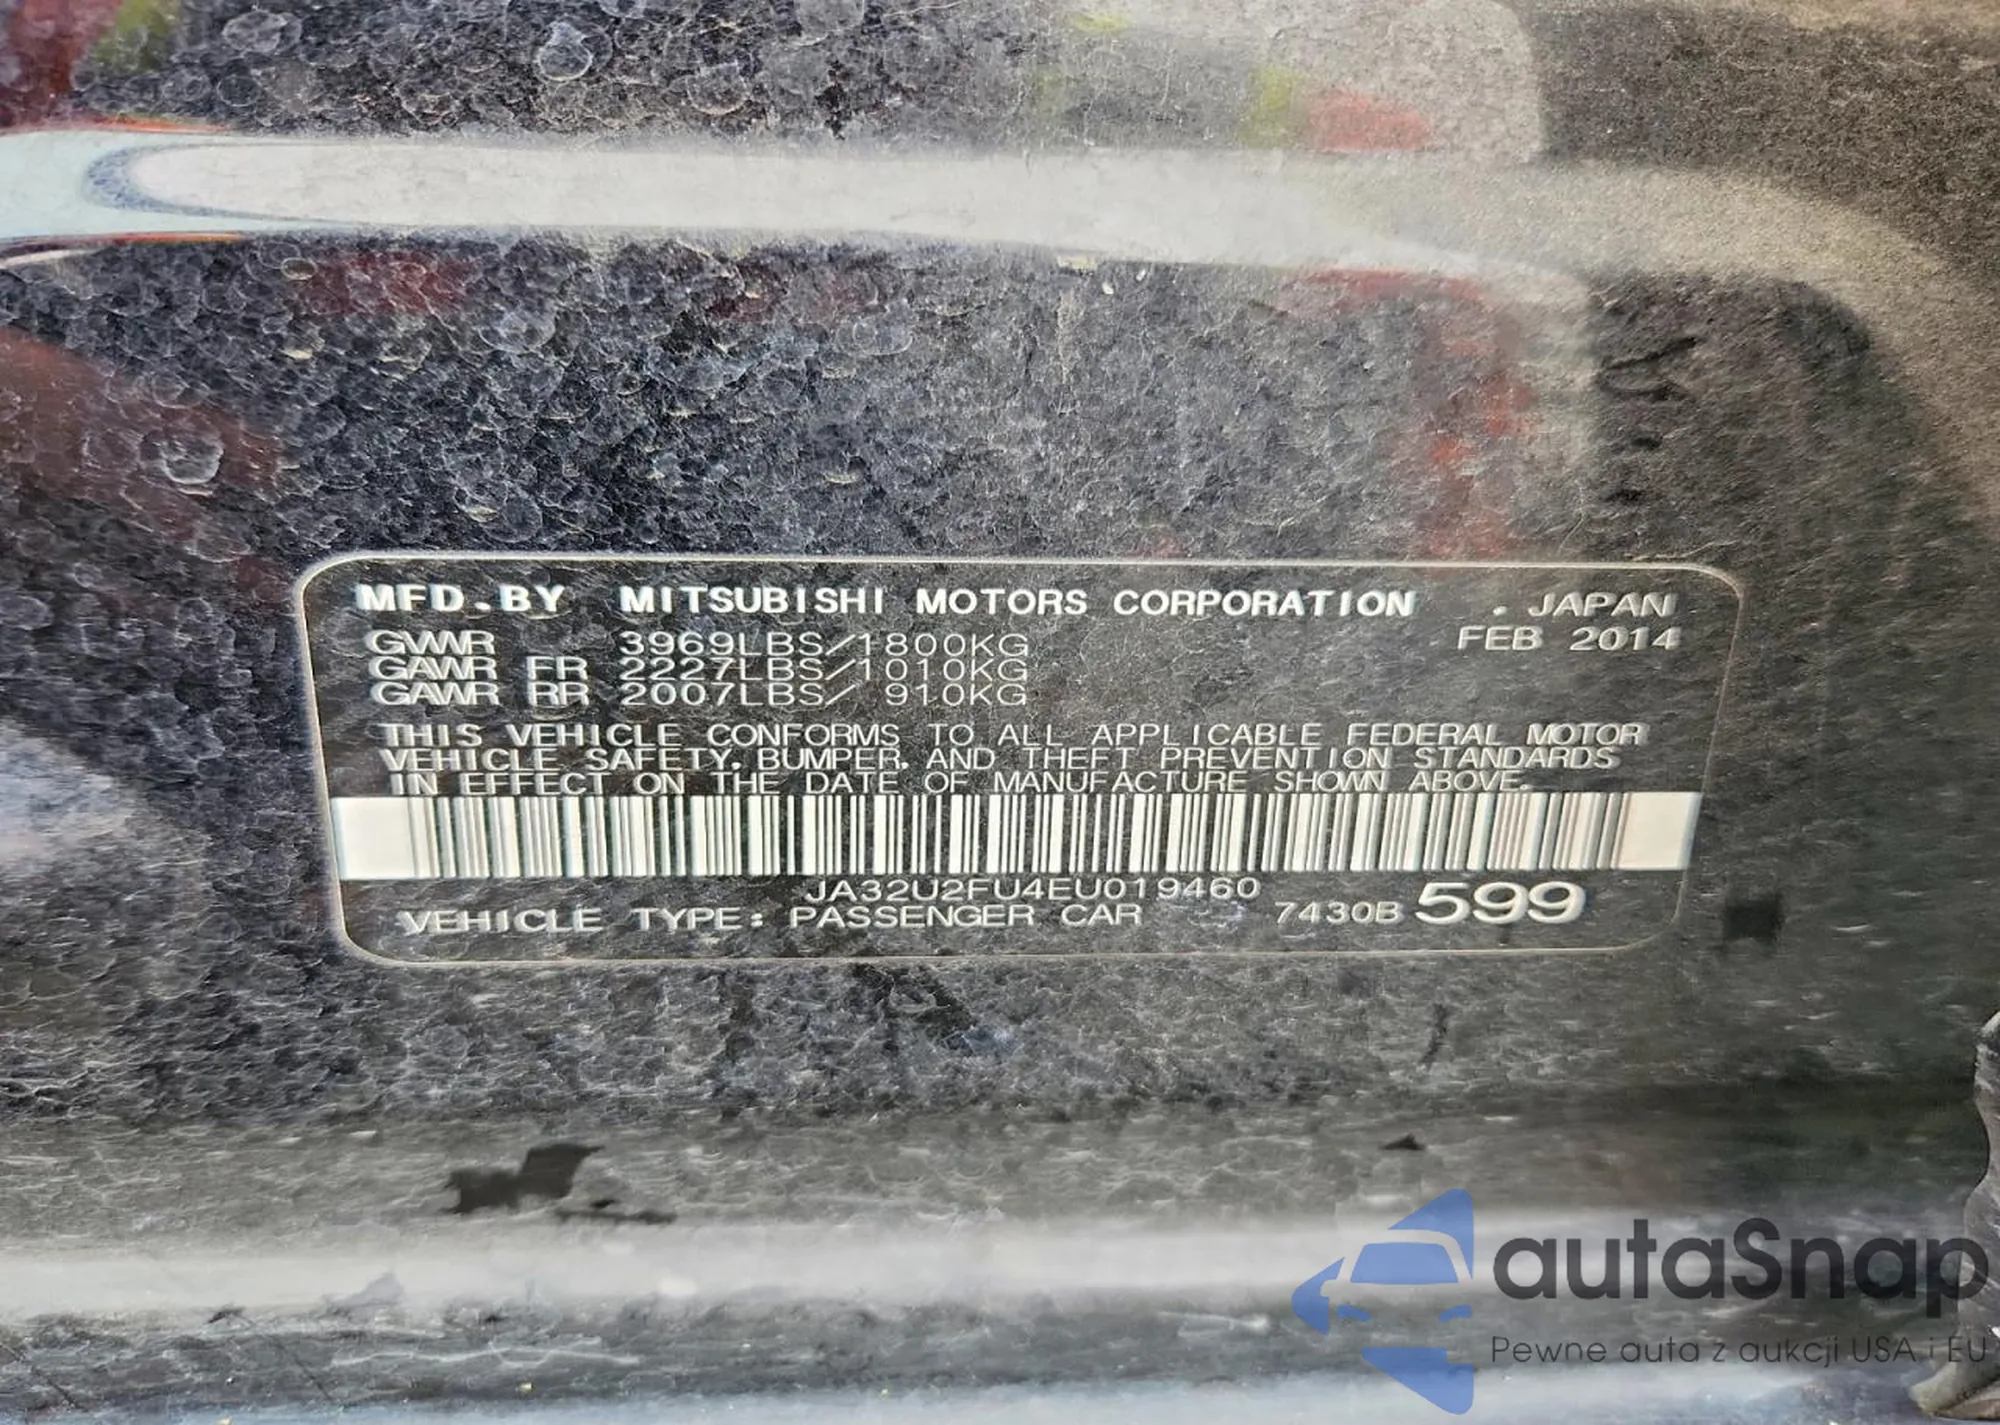 MFD.BY MITSUBISHI MOTORS CORPORATION . JAPAN
GVWR 3969LBS/1800KG FEB 2014
GAWR FR 2227LBS/1010KG
GAWR RR 2007LBS/ 910KG
THIS VEHICLE CONFORMS TO ALL APPLICABLE FEDERAL MOTOR
VEHICLE SAFETY, BUMPER, AND THEFT PREVENTION STANDARDS
IN EFFECT ON THE DATE OF MANUFACTURE SHOWN ABOVE.
JA32U2FU4EU019460
VEHICLE TYPE: PASSENGER CAR 7430B 599
autaSnap
Pewne auta z aukcji USA i EU